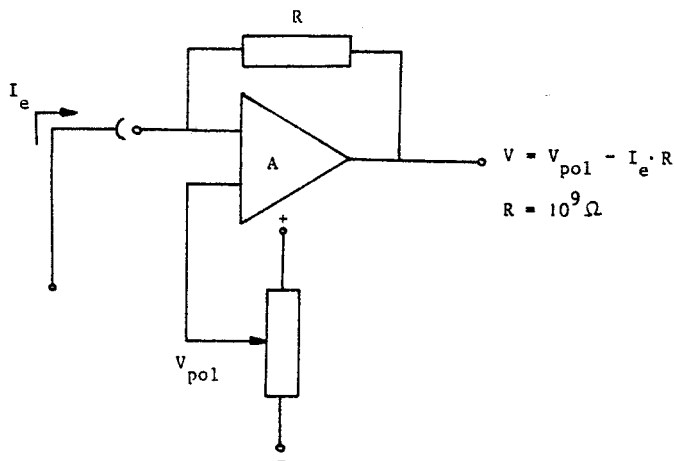 R
I_e
A
V = V_pol - I_e · R
R = 10^9 Ω
+
V_pol
-